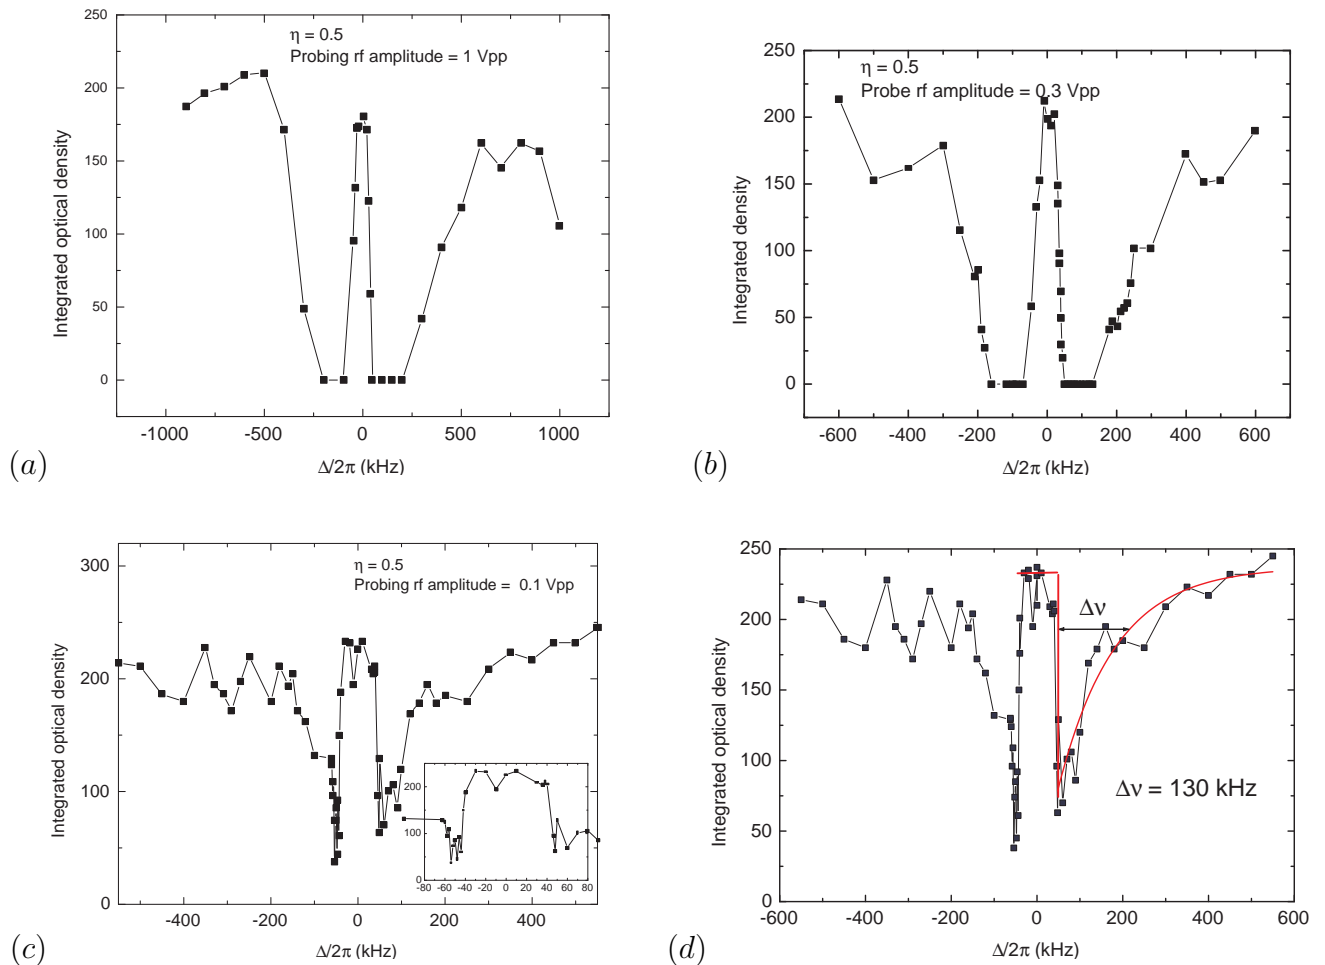 250
200
150
100
50
0
Integrated optical density
η = 0.5
Probing rf amplitude = 1 Vpp
-1000 -500 0 500 1000
Δ/2π (kHz)
(a)
250
200
150
100
50
0
Integrated density
η = 0.5
Probe rf amplitude = 0.3 Vpp
-600 -400 -200 0 200 400 600
Δ/2π (kHz)
(b)
300
200
100
0
Integrated optical density
η = 0.5
Probing rf amplitude = 0.1 Vpp
200
100
0
-80 -60 -40 -20 0 20 40 60 80
-400 -200 0 200 400
Δ/2π (kHz)
(c)
250
200
150
100
50
0
Integrated optical density
Δν
Δν = 130 kHz
-600 -400 -200 0 200 400 600
Δ/2π (kHz)
(d)